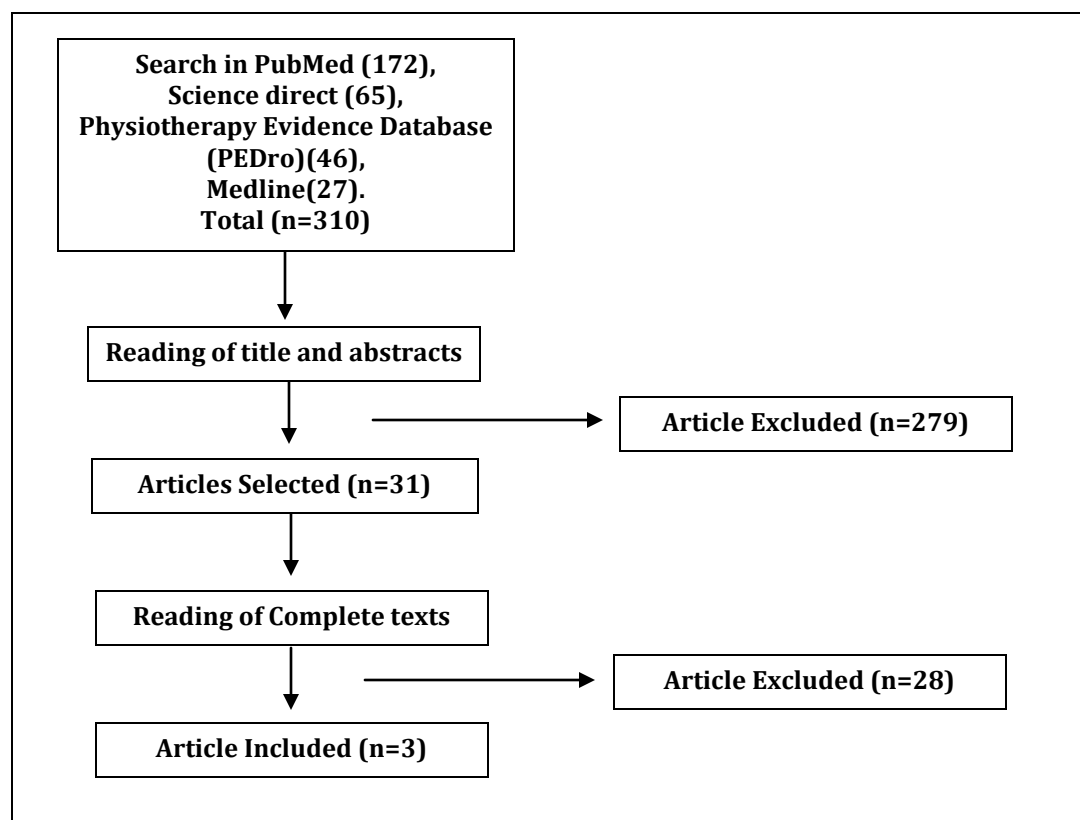 Search in PubMed (172),
Science direct (65),
Physiotherapy Evidence Database
(PEDro)(46),
Medline(27).
Total (n=310)
Reading of title and abstracts
Article Excluded (n=279)
Articles Selected (n=31)
Reading of Complete texts
Article Excluded (n=28)
Article Included (n=3)